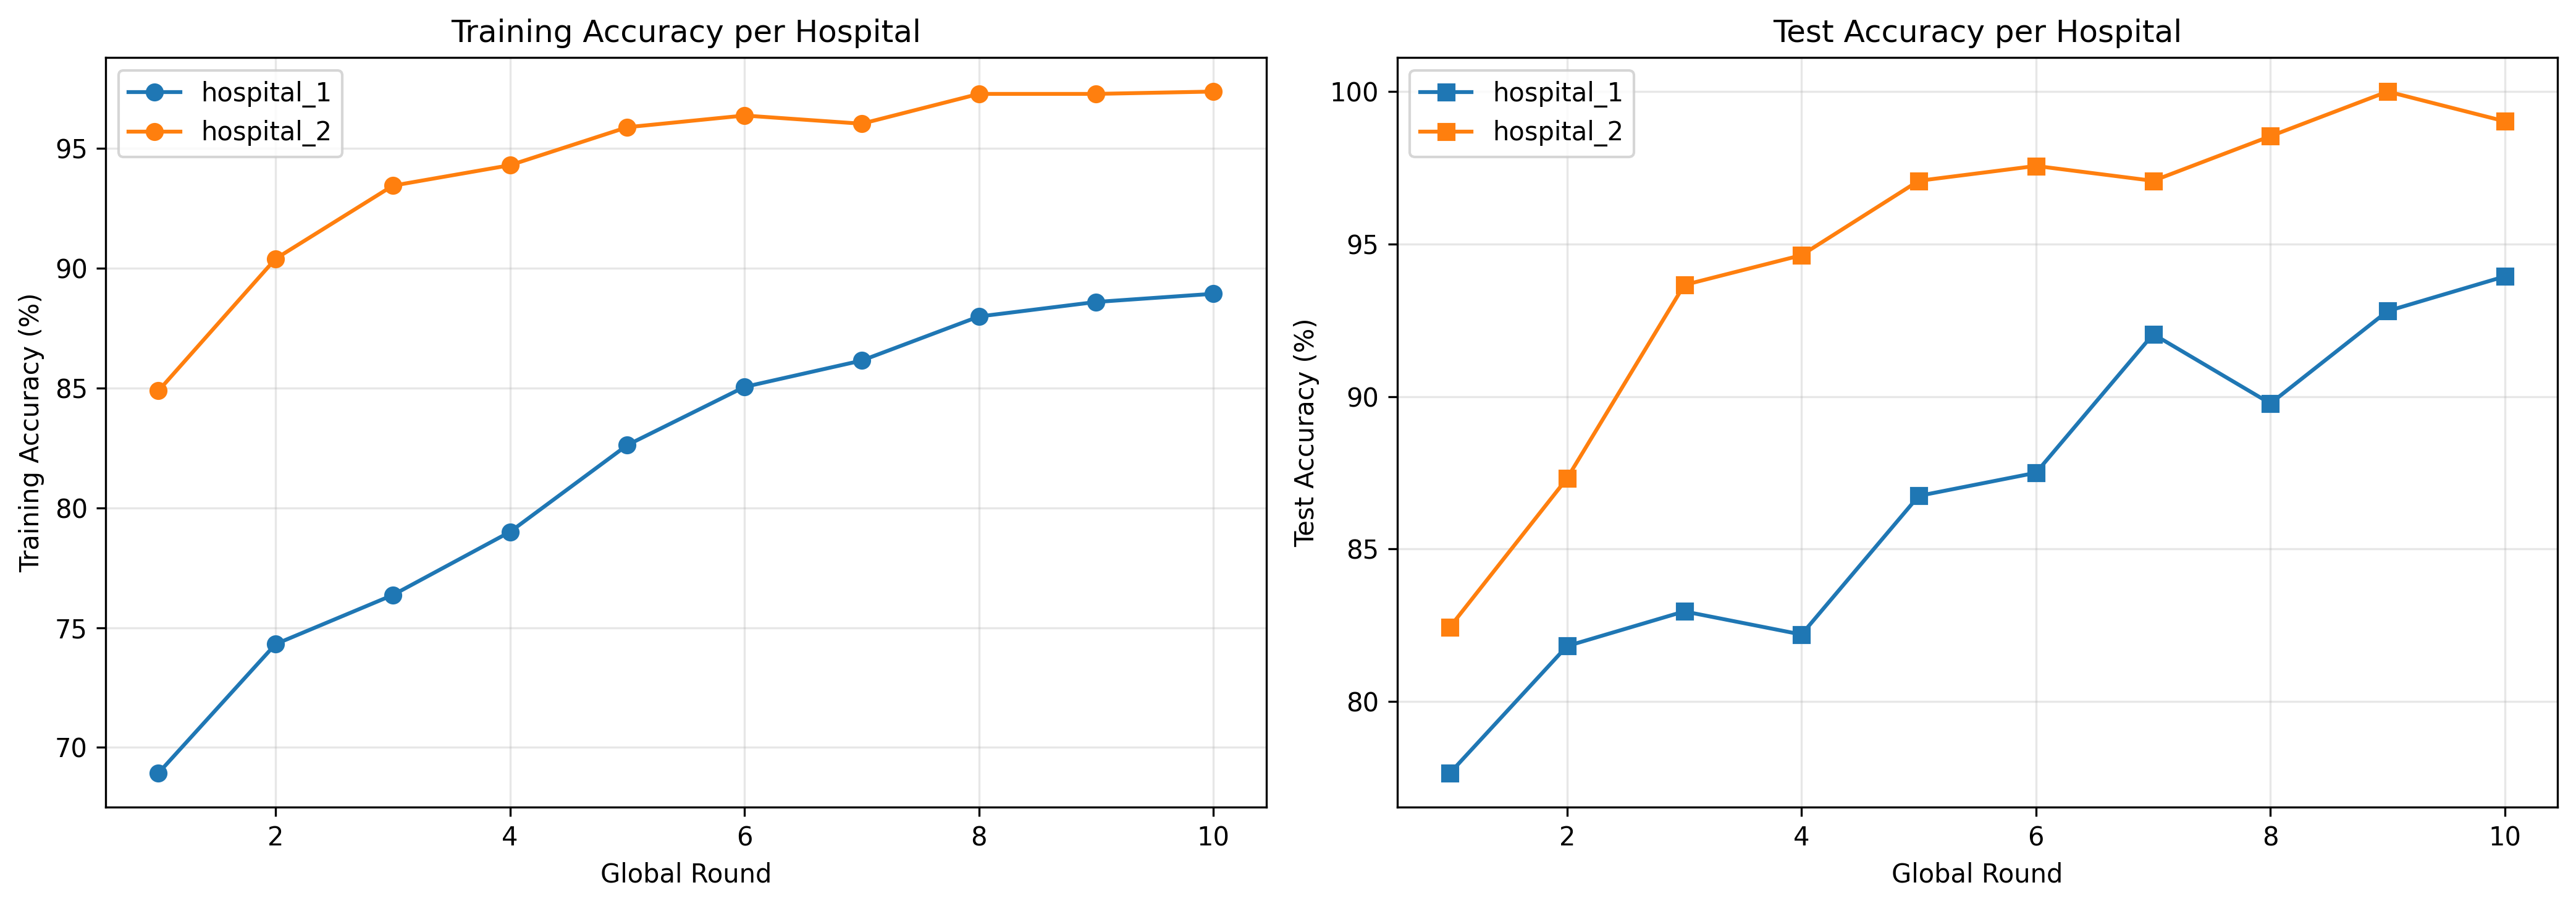 Training Accuracy per Hospital
hospital_1
hospital_2
Training Accuracy (%)
95
90
85
80
75
70
2 4 6 8 10
Global Round
Test Accuracy per Hospital
hospital_1
hospital_2
Test Accuracy (%)
100
95
90
85
80
2 4 6 8 10
Global Round